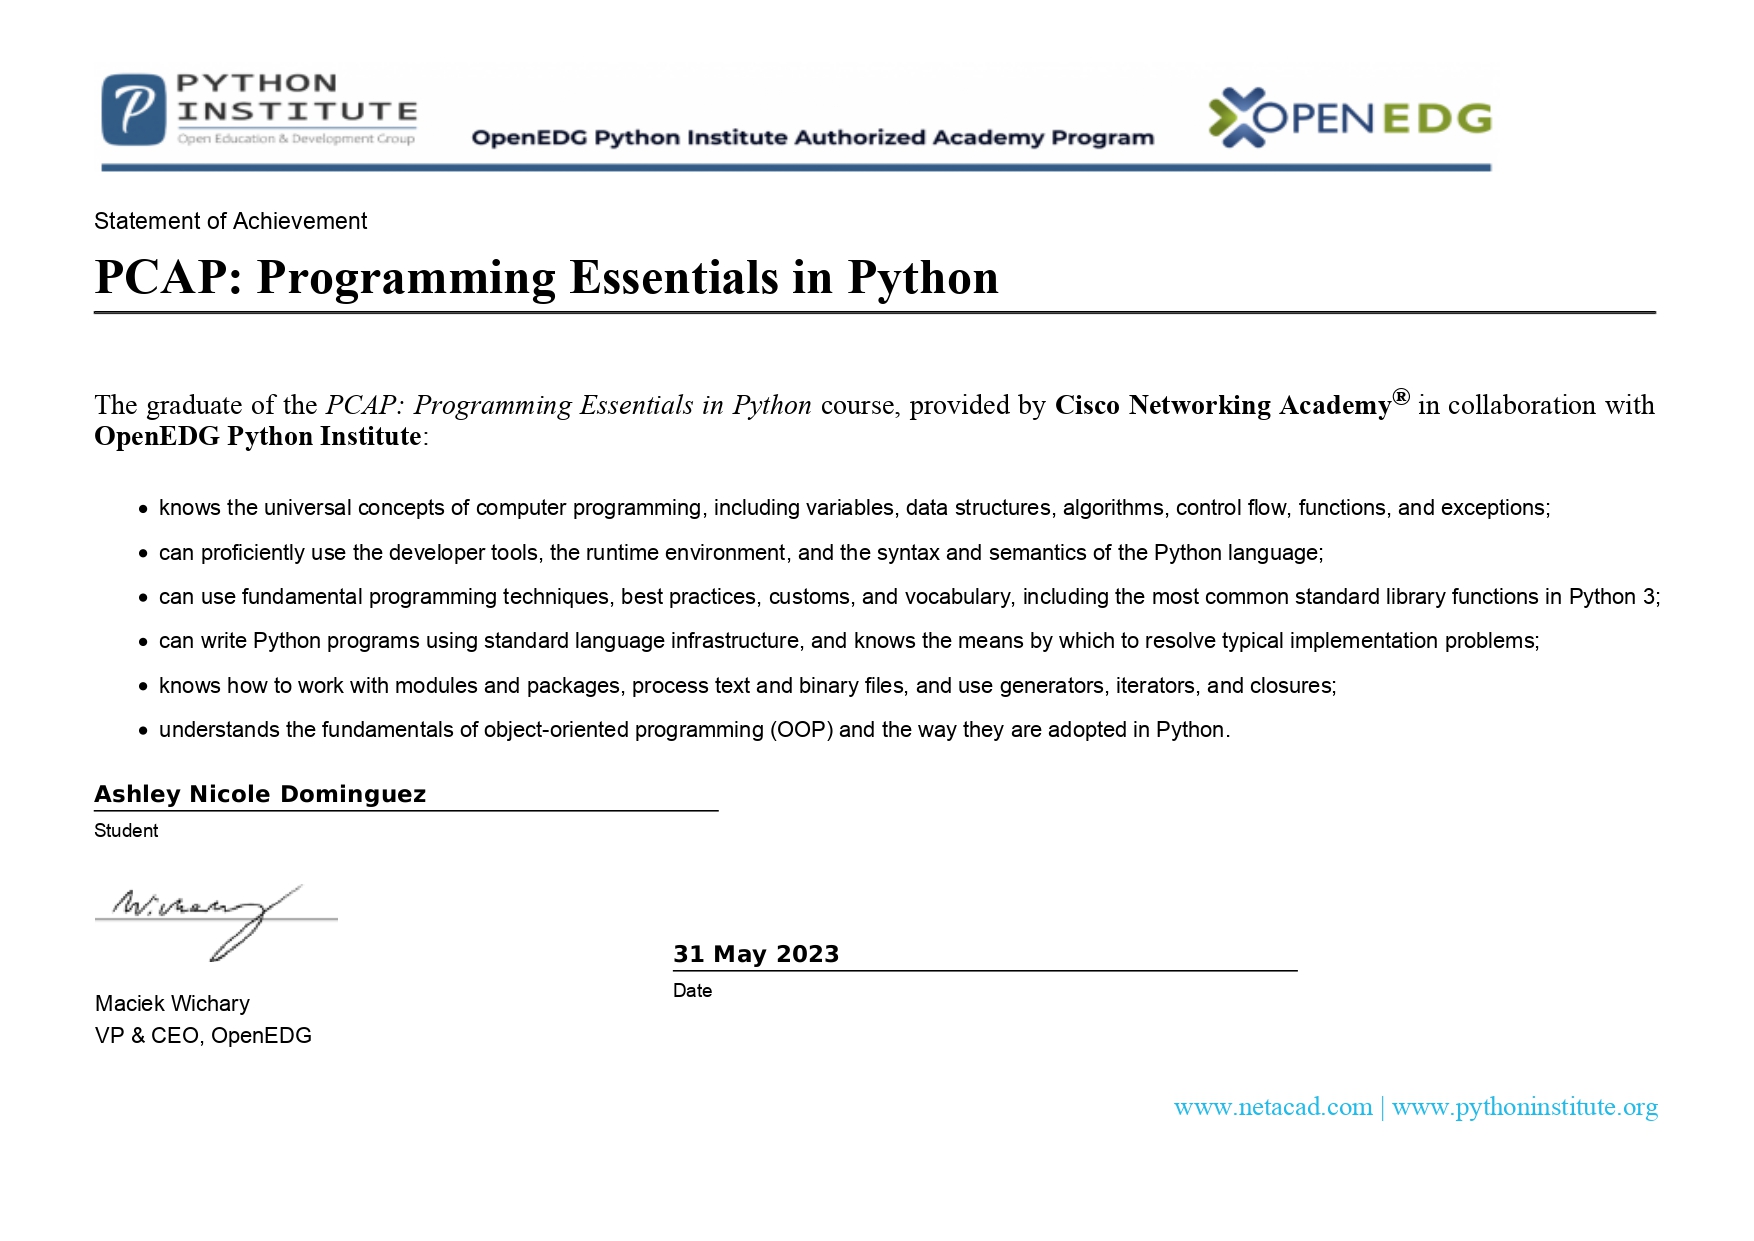 PYTHON
INSTITUTE
Open Education & Development Group
OpenEDG Python Institute Authorized Academy Program
OPENEDG
Statement of Achievement
PCAP: Programming Essentials in Python
The graduate of the PCAP: Programming Essentials in Python course, provided by Cisco Networking Academy® in collaboration with
OpenEDG Python Institute:
• knows the universal concepts of computer programming, including variables, data structures, algorithms, control flow, functions, and exceptions;
• can proficiently use the developer tools, the runtime environment, and the syntax and semantics of the Python language;
• can use fundamental programming techniques, best practices, customs, and vocabulary, including the most common standard library functions in Python 3;
• can write Python programs using standard language infrastructure, and knows the means by which to resolve typical implementation problems;
• knows how to work with modules and packages, process text and binary files, and use generators, iterators, and closures;
• understands the fundamentals of object-oriented programming (OOP) and the way they are adopted in Python.
Ashley Nicole Dominguez
Student
W.wchary
31 May 2023
Date
Maciek Wichary
VP & CEO, OpenEDG
www.netacad.com | www.pythoninstitute.org